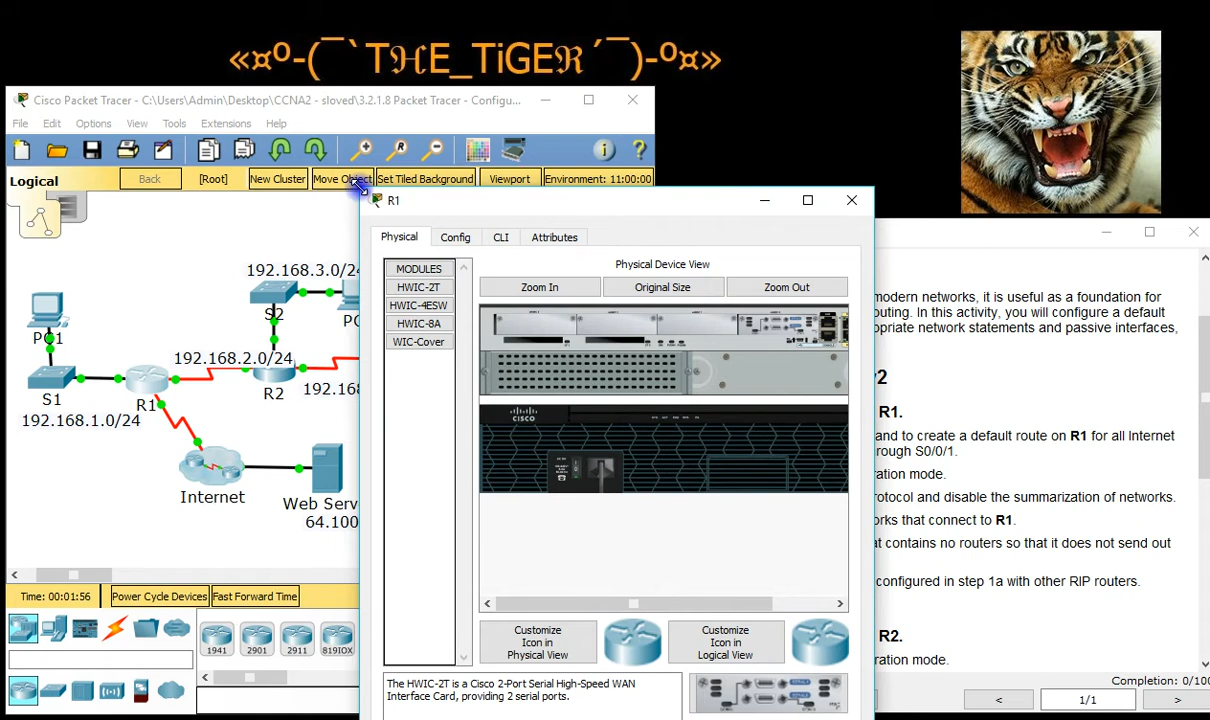 «¤º-(¯`TℋE_TiGEℜ´¯)-º¤»
Cisco Packet Tracer - C:\Users\Admin\Desktop\CCNA2 - sloved\3.2.1.8 Packet Tracer - Configu...
File Edit Options View Tools Extensions Help
Logical
Back [Root] New Cluster Move Object Set Tiled Background Viewport Environment: 11:00:00
R1
Physical Config CLI Attributes
MODULES
HWIC-2T
HWIC-4ESW
HWIC-8A
WIC-Cover
Physical Device View
Zoom In Original Size Zoom Out
CISCO
Customize
Icon in
Physical View
Customize
Icon in
Logical View
The HWIC-2T is a Cisco 2-Port Serial High-Speed WAN
Interface Card, providing 2 serial ports.
192.168.3.0/24
S2
PC
PC1
192.168.2.0/24
S1
R1
R2
192.168.1.0/24
192.16
Internet
Web Serv
64.100
Time: 00:01:56 Power Cycle Devices Fast Forward Time
1941 2901 2911 819IOX
modern networks, it is useful as a foundation for
outing. In this activity, you will configure a default
opriate network statements and passive interfaces,
v2
R1.
and to create a default route on R1 for all Internet
through S0/0/1.
ration mode.
rotocol and disable the summarization of networks.
orks that connect to R1.
at contains no routers so that it does not send out
configured in step 1a with other RIP routers.
R2.
ration mode.
Completion: 0/100
< 1/1 >